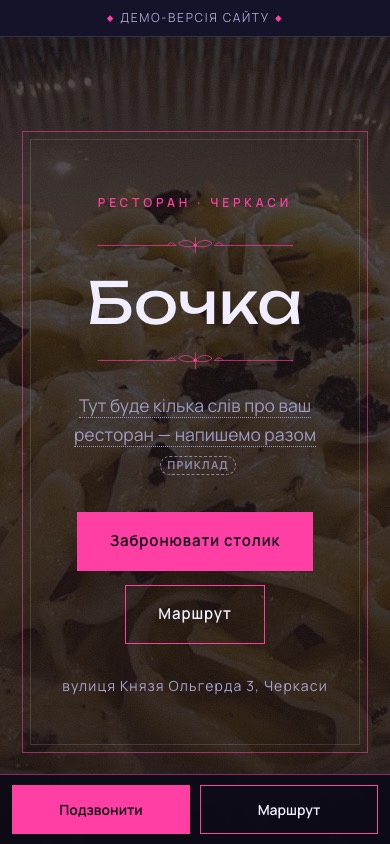 ◆ ДЕМО-ВЕРСІЯ САЙТУ ◆
РЕСТОРАН · ЧЕРКАСИ
Бочка
Тут буде кілька слів про ваш
ресторан — напишемо разом
ПРИКЛАД
Забронювати столик
Маршрут
вулиця Князя Ольгерда 3, Черкаси
Подзвонити
Маршрут